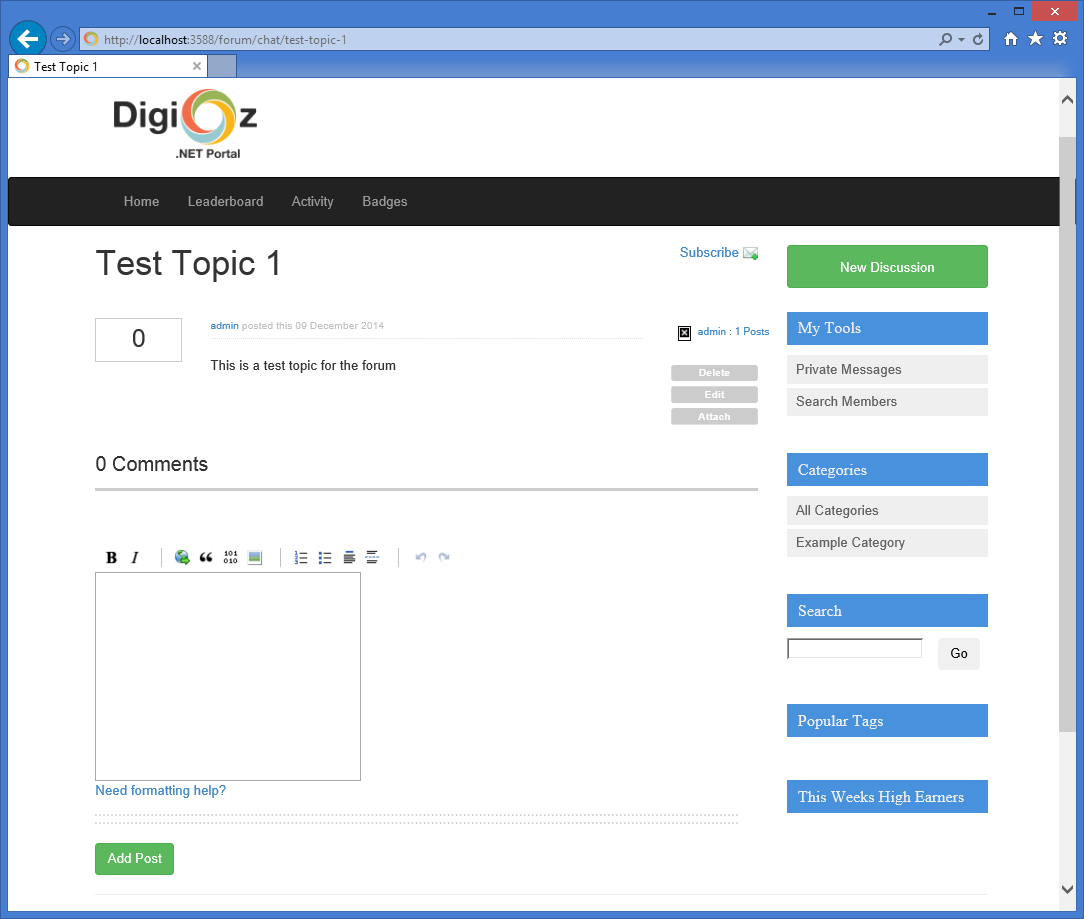 http://localhost:3588/forum/chat/test-topic-1
Test Topic 1
Digi z
.NET Portal
Home Leaderboard Activity Badges
Test Topic 1
Subscribe
New Discussion
0
admin posted this 09 December 2014
admin : 1 Posts
This is a test topic for the forum
Delete
Edit
Attach
My Tools
Private Messages
Search Members
0 Comments
Categories
All Categories
Example Category
B I
101
010
Search
Go
Popular Tags
This Weeks High Earners
Need formatting help?
Add Post